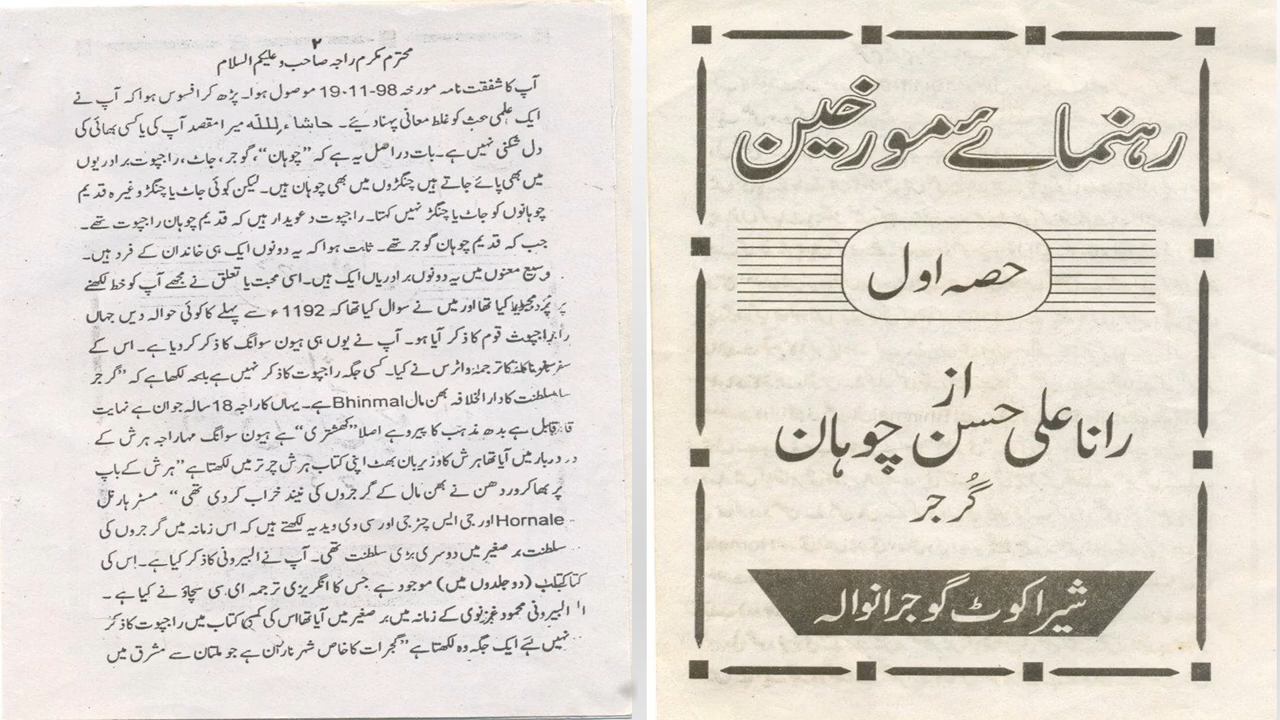 ۲
محترم مکرم راجہ صاحب وعلیکم السلام
آپ کا شفقت نامہ مورخہ 19-11-98 موصول ہوا۔ پڑھ کر افسوس ہوا کہ آپ نے
ایک علمی بحث کو غلط معانی پہنا دیئے۔ حاشاء للله میرا مقصد آپ کی یا کسی بھائی کی
دل شکنی نہیں ہے۔ بات دراصل یہ ہے کہ ”چوہان“، گوجر، جاٹ، راجپوت برادریوں
میں بھی پائے جاتے ہیں چنگڑوں میں بھی چوہان ہیں۔ لیکن کوئی جاٹ یا چنگڑ وغیرہ قدیم
چوہانوں کو جاٹ یا چنگڑ نہیں کہتا۔ راجپوت دعویدار ہیں کہ قدیم چوہان راجپوت تھے۔
جب کہ قدیم چوہان گوجر تھے۔ ثابت ہوا کہ یہ دونوں ایک ہی خاندان کے فرد ہیں۔
وسیع معنوں میں یہ دونوں برادریاں ایک ہیں۔ اسی محبت یا تعلق نے مجھے آپ کو خط لکھنے
پر مجبور کیا تھا اور میں نے سوال کیا تھا کہ 1192ء سے پہلے کا کوئی حوالہ دیں جہاں
راجپوت قوم کا ذکر آیا ہو۔ آپ نے یوں ہی ہیون سوانگ کا ذکر کر دیا ہے۔ اس کے
سفرنامہ کا ترجمہ واٹرس نے کیا۔ کسی جگہ راجپوت کا ذکر نہیں ہے بلکہ لکھا ہے کہ ”گرجر
سلطنت کا دارالخلافہ بھن مال Bhinmal ہے۔ یہاں کا راجہ 18 سالہ جوان ہے نہایت
قابل ہے بدھ مذہب کا پیرو ہے اصلا ”کھشتری“ ہے ہیون سوانگ مہاراجہ ہرش کے
دربار میں آیا تھا ہرش کا وزیر بان بھٹ اپنی کتاب ہرش چرتر میں لکھتا ہے ”ہرش کے باپ
پربھاکر وردھن نے بھن مال کے گرجروں کی نیند خراب کر دی تھی“ مسٹر ہارنل
Hornale اور جی ایس چٹر جی اور سی وی ویدیہ لکھتے ہیں کہ اس زمانہ میں گرجروں کی
سلطنت برصغیر میں دوسری بڑی سلطنت تھی۔ آپ نے البیرونی کا ذکر کیا ہے۔ اس کی
کتاب (دو جلدوں میں) موجود ہے جس کا انگریزی ترجمہ ای سی سچاؤ نے کیا ہے۔
البیرونی محمود غزنوی کے زمانہ میں برصغیر میں آیا تھا اس کی کسی کتاب میں راجپوت کا ذکر
نہیں ہے ایک جگہ وہ لکھتا ہے ”گجرات کا خاص شہر نارائن ہے جو ملتان سے مشرق میں
رہنمائے مورخین
حصہ اول
از
رانا علی حسن چوہان
گُرجر
شیرا کوٹ گوجرانوالہ